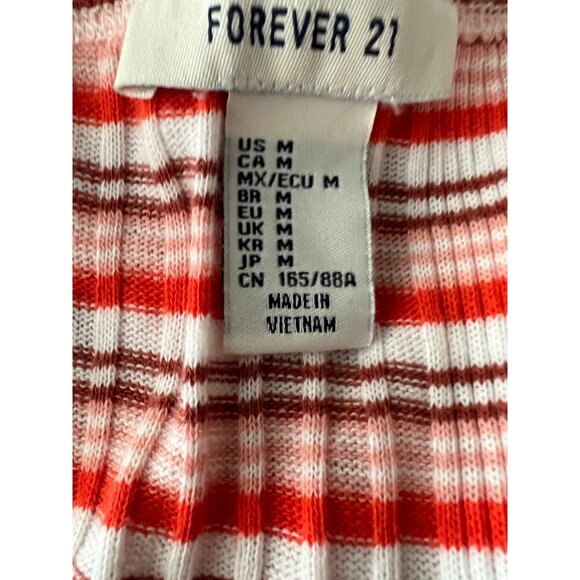 FOREVER 21
US M
CA M
MX/ECU M
BR M
EU M
UK M
KR M
JP M
CN 165/88A
MADE IN
VIETNAM